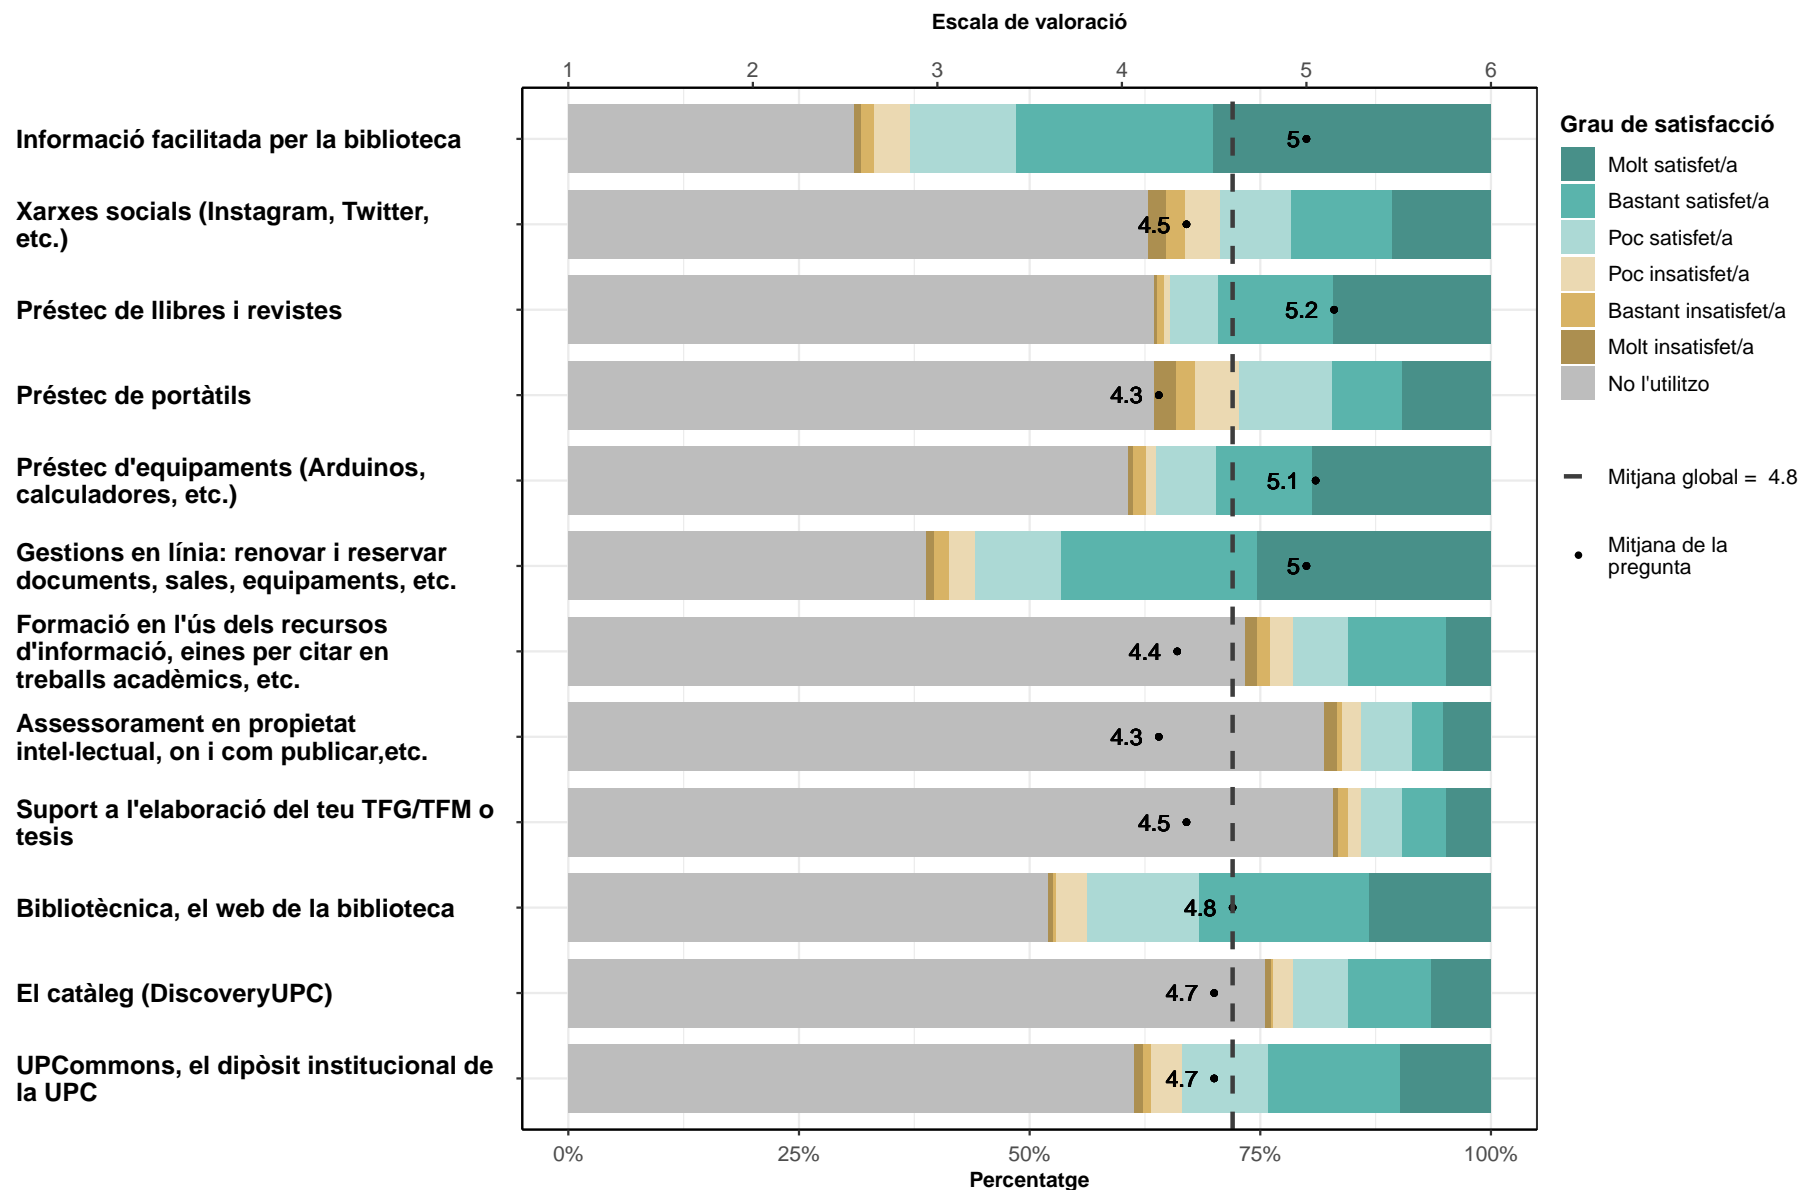 Escala de valoració
1 2 3 4 5 6
Informació facilitada per la biblioteca
5
Xarxes socials (Instagram, Twitter,
etc.)
4.5
Préstec de llibres i revistes
5.2
Préstec de portàtils
4.3
Préstec d'equipaments (Arduinos,
calculadores, etc.)
5.1
Gestions en línia: renovar i reservar
documents, sales, equipaments, etc.
5
Formació en l'ús dels recursos
d'informació, eines per citar en
treballs acadèmics, etc.
4.4
Assessorament en propietat
intel·lectual, on i com publicar,etc.
4.3
Suport a l'elaboració del teu TFG/TFM o
tesis
4.5
Bibliotècnica, el web de la biblioteca
4.8
El catàleg (DiscoveryUPC)
4.7
UPCommons, el dipòsit institucional de
la UPC
4.7
0% 25% 50% 75% 100%
Percentatge
Grau de satisfacció
Molt satisfet/a
Bastant satisfet/a
Poc satisfet/a
Poc insatisfet/a
Bastant insatisfet/a
Molt insatisfet/a
No l'utilitzo
Mitjana global = 4.8
Mitjana de la
pregunta